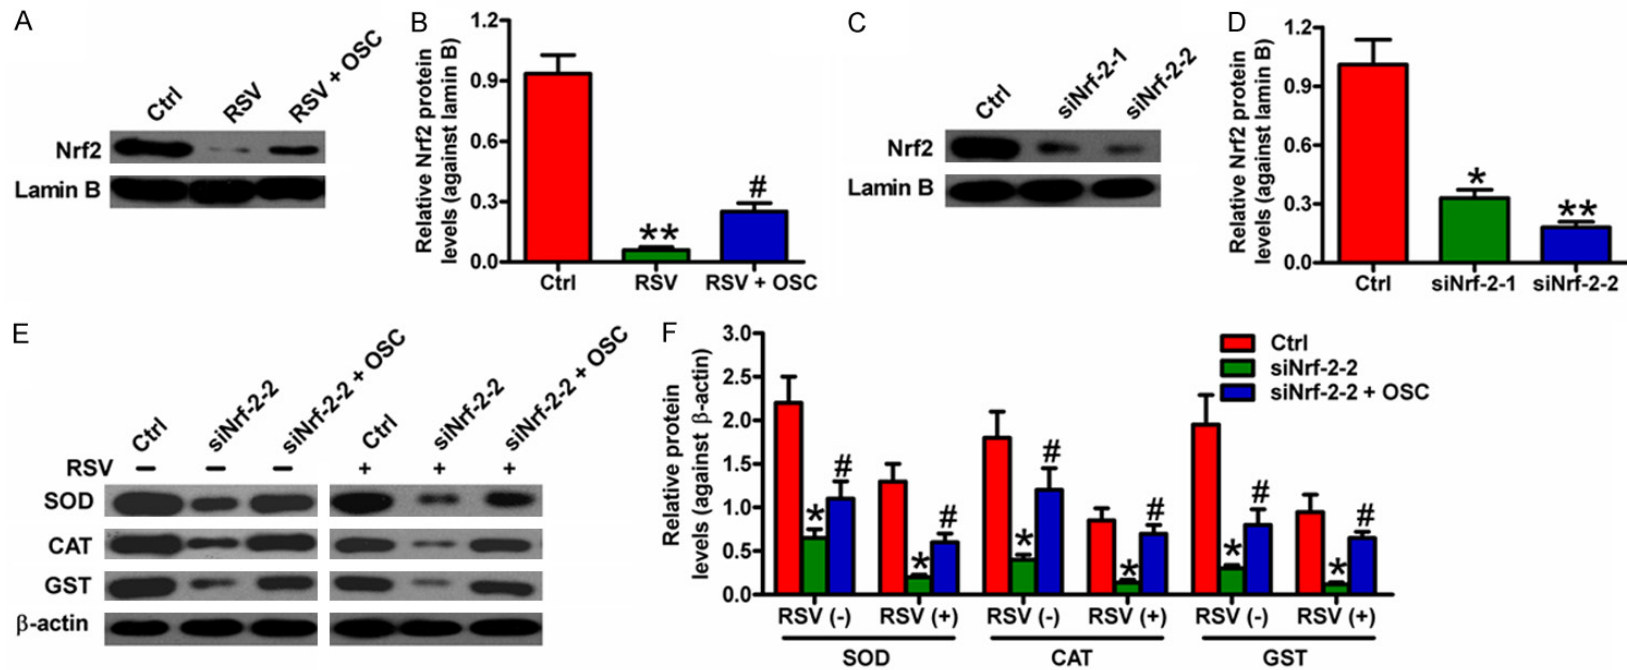 A
Ctrl
RSV
RSV + OSC
Nrf2
Lamin B
B
Relative Nrf2 protein
levels (against lamin B)
1.2
0.9
0.6
0.3
0.0
**
#
Ctrl
RSV
RSV + OSC
C
Ctrl
siNrf-2-1
siNrf-2-2
Nrf2
Lamin B
D
Relative Nrf2 protein
levels (against lamin B)
1.2
0.9
0.6
0.3
0.0
*
**
Ctrl
siNrf-2-1
siNrf-2-2
E
Ctrl
siNrf-2-2
siNrf-2-2 + OSC
Ctrl
siNrf-2-2
siNrf-2-2 + OSC
RSV − − − + + +
SOD
CAT
GST
β-actin
F
Relative protein
levels (against β-actin)
3.0
2.5
2.0
1.5
1.0
0.5
0.0
Ctrl
siNrf-2-2
siNrf-2-2 + OSC
* # * # * # * # * # * #
RSV (-) RSV (+) RSV (-) RSV (+) RSV (-) RSV (+)
SOD CAT GST